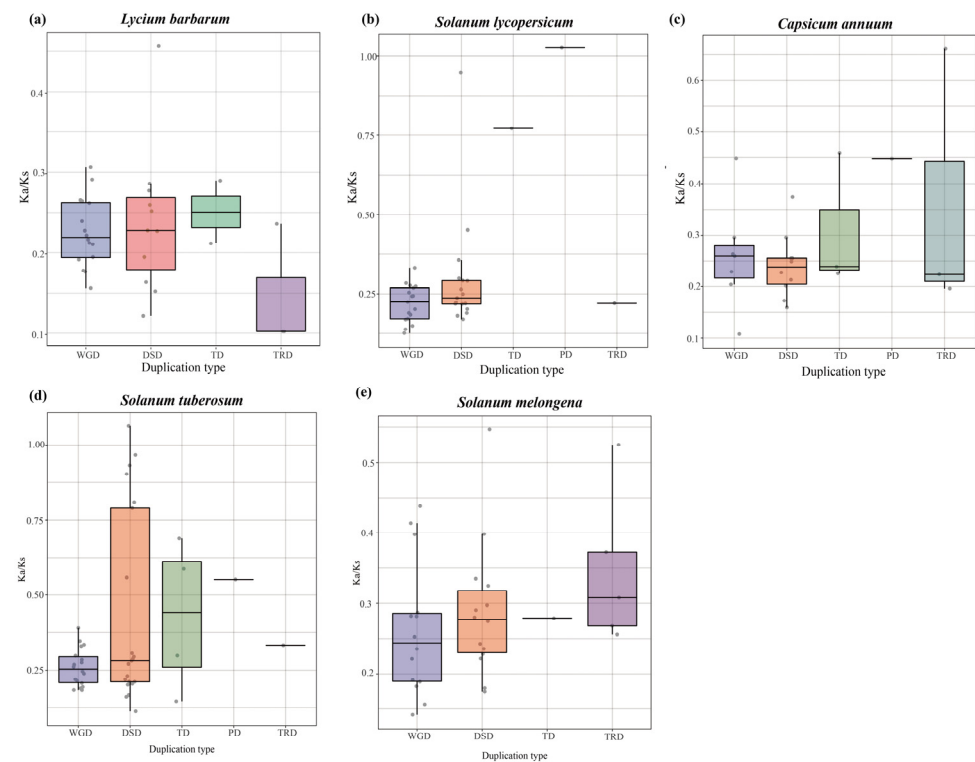 (a) Lycium barbarum
0.4
0.3
0.2
0.1
Ka/Ks
WGD DSD TD TRD
Duplication type
(b) Solanum lycopersicum
1.00
0.75
0.50
0.25
Ka/Ks
WGD DSD TD PD TRD
Duplication type
(c) Capsicum annuum
0.6
0.5
0.4
0.3
0.2
0.1
Ka/Ks
WGD DSD TD PD TRD
Duplication type
(d) Solanum tuberosum
1.00
0.75
0.50
0.25
Ka/Ks
WGD DSD TD PD TRD
Duplication type
(e) Solanum melongena
0.5
0.4
0.3
0.2
Ka/Ks
WGD DSD TD TRD
Duplication type